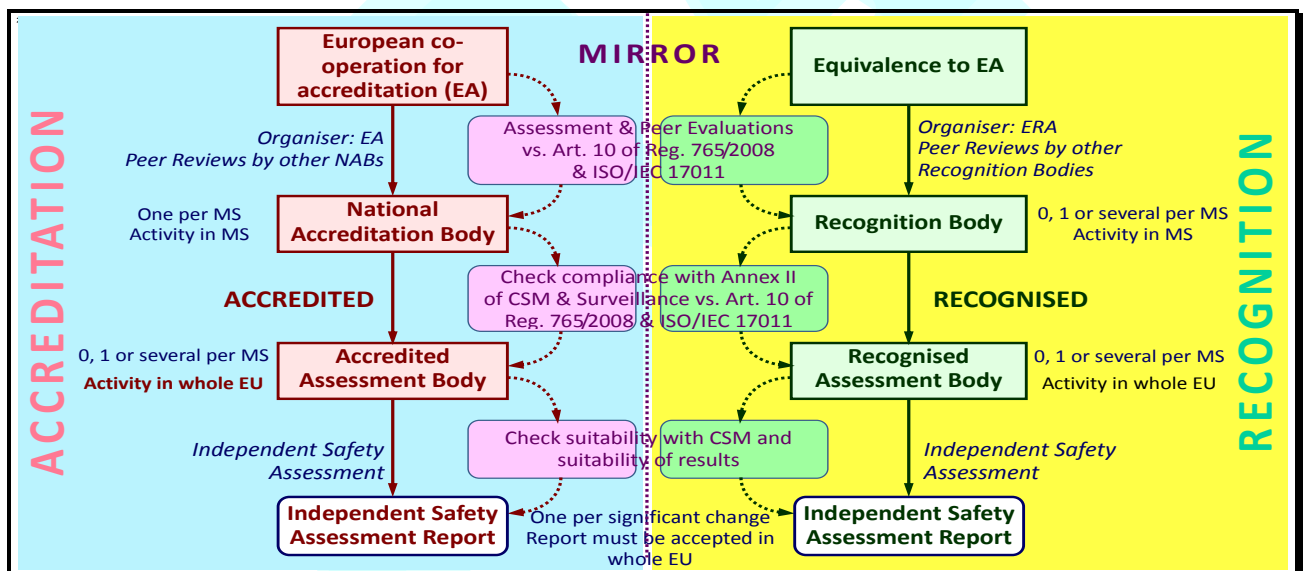 MIRROR
ACCREDITATION
European co-
operation for
accreditation (EA)
Organiser: EA
Peer Reviews by other NABs
One per MS
Activity in MS
National
Accreditation Body
ACCREDITED
0, 1 or several per MS
Activity in whole EU
Accredited
Assessment Body
Independent Safety
Assessment
Independent Safety
Assessment Report
Assessment & Peer Evaluations
vs. Art. 10 of Reg. 765/2008
& ISO/IEC 17011
Check compliance with Annex II
of CSM & Surveillance vs. Art. 10 of
Reg. 765/2008 & ISO/IEC 17011
Check suitability with CSM and
suitability of results
One per significant change
Report must be accepted in
whole EU
Equivalence to EA
Organiser: ERA
Peer Reviews by other
Recognition Bodies
Recognition Body
0, 1 or several per MS
Activity in MS
RECOGNISED
Recognised
Assessment Body
0, 1 or several per MS
Activity in whole EU
Independent Safety
Assessment
Independent Safety
Assessment Report
RECOGNITION